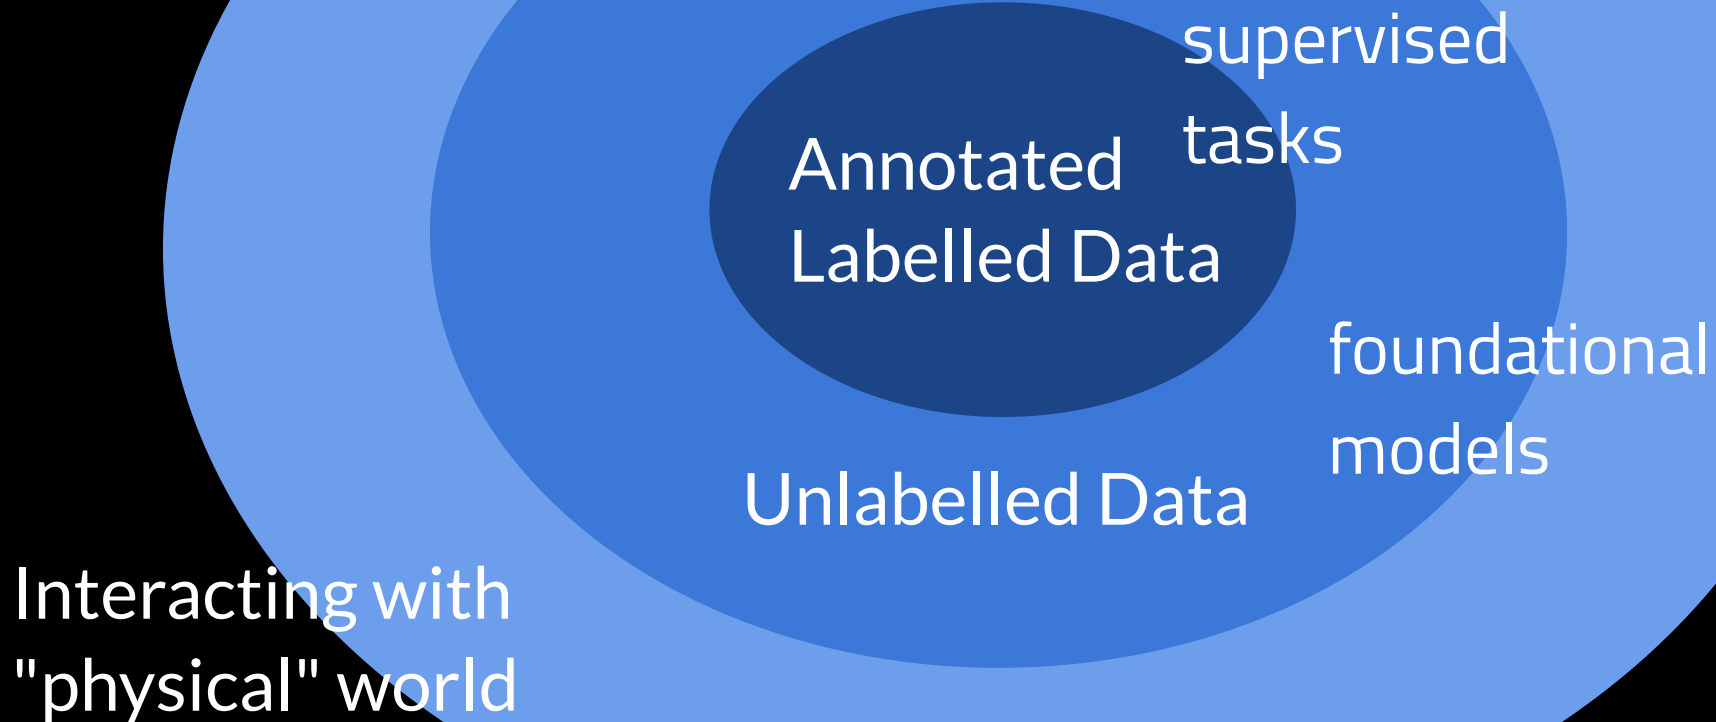 supervised
tasks
Annotated
Labelled Data
foundational
models
Unlabelled Data
Interacting with
"physical" world